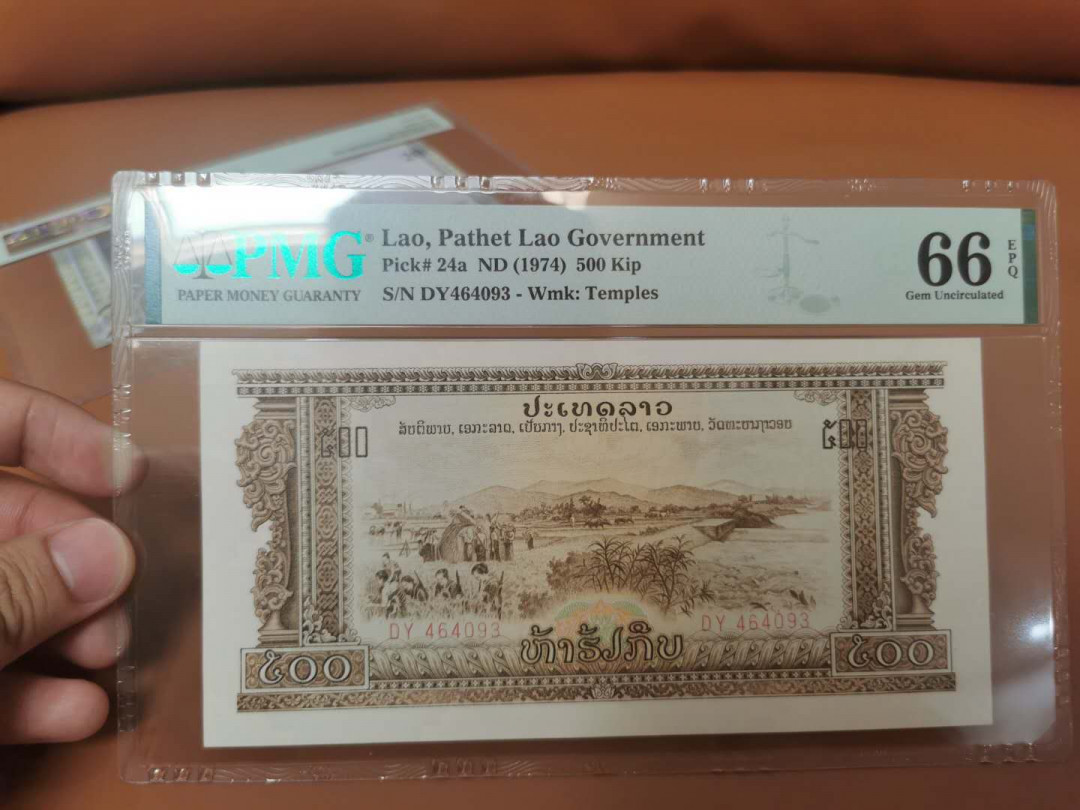 PMG®
PAPER MONEY GUARANTY
Lao, Pathet Lao Government
Pick# 24a ND (1974) 500 Kip
S/N DY464093 - Wmk: Temples
66
EPQ
Gem Uncirculated
ປະເທດລາວ
ສັນຕິພາບ, ເອກະລາດ, ເປັນກາງ, ປະຊາທິປະໄຕ, ເອກະພາບ, ວັດທະນາຖາວອນ
໕໐໐ ໕໐໐
DY 464093 DY 464093
ຫ້າຮ້ຽກີບ
໕໐໐ ໕໐໐